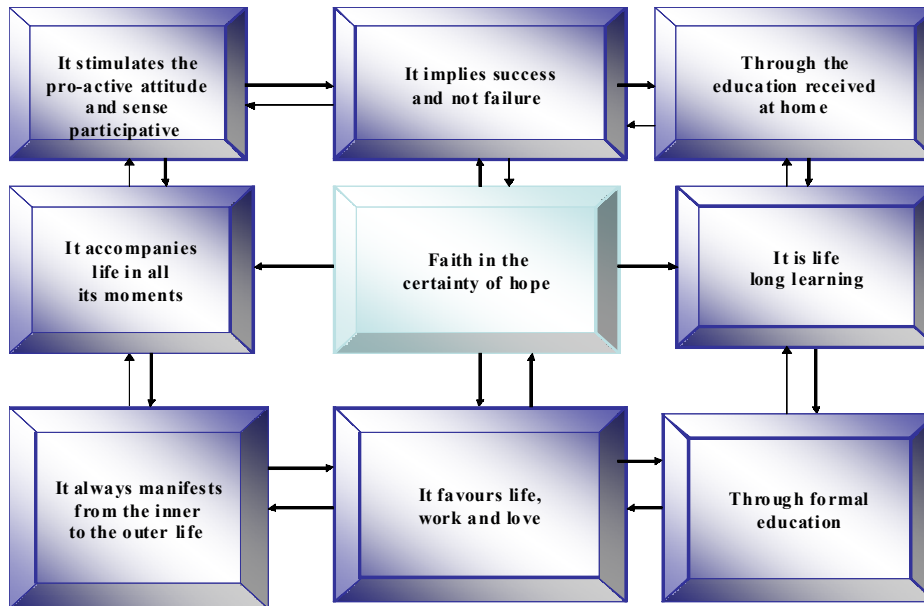 It stimulates the
pro-active attitude
and sense
participative
It implies success
and not failure
Through the
education received
at home
It accompanies
life in all
its moments
Faith in the
certainty of hope
It is life
long learning
It always manifests
from the inner
to the outer life
It favours life,
work and love
Through formal
education